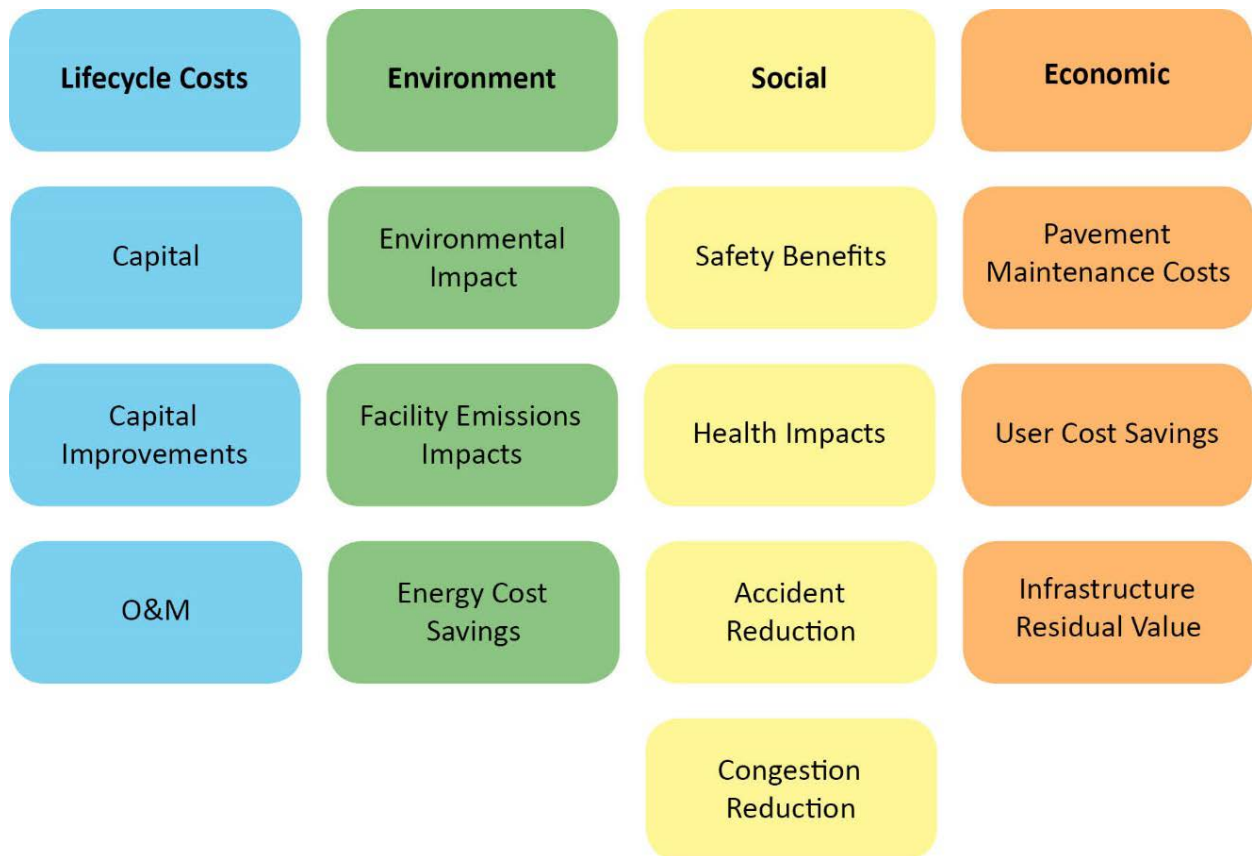 Lifecycle Costs
Environment
Social
Economic
Capital
Environmental
Impact
Safety Benefits
Pavement
Maintenance Costs
Capital
Improvements
Facility Emissions
Impacts
Health Impacts
User Cost Savings
O&M
Energy Cost
Savings
Accident
Reduction
Infrastructure
Residual Value
Congestion
Reduction